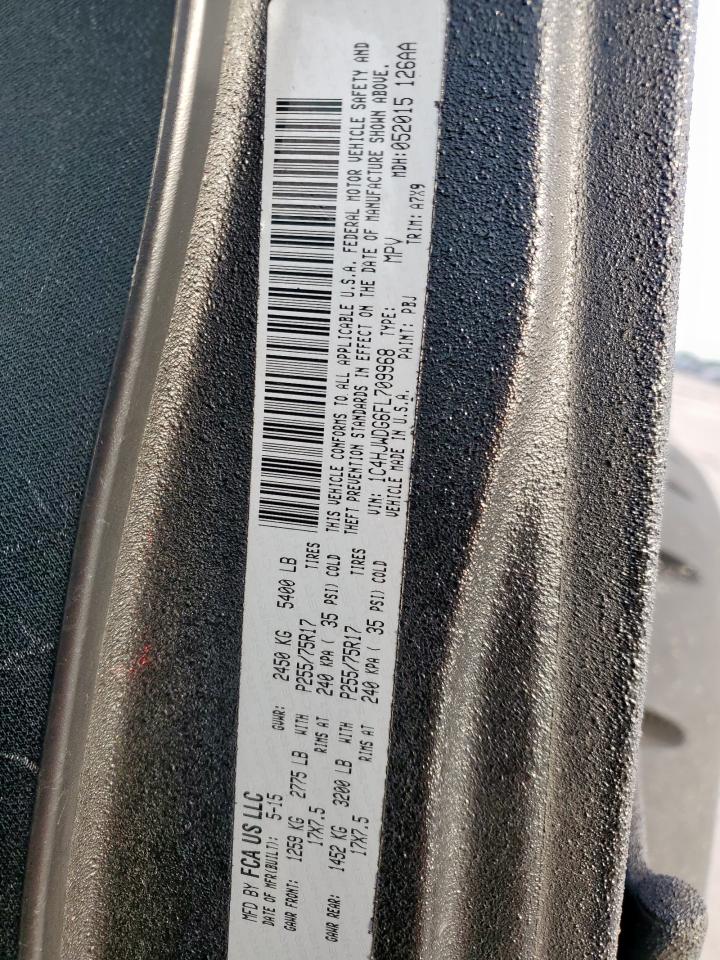 MFD BY FCA US LLC
DATE OF MFR(BUILT): 5-15 GVWR: 2450 KG 5400 LB
GAWR FRONT: 1259 KG 2775 LB WITH P255/75R17 TIRES
17X7.5 RIMS AT 240 KPA ( 35 PSI) COLD
GAWR REAR: 1452 KG 3200 LB WITH P255/75R17 TIRES
17X7.5 RIMS AT 240 KPA ( 35 PSI) COLD
THIS VEHICLE CONFORMS TO ALL APPLICABLE U.S.A. FEDERAL MOTOR VEHICLE SAFETY AND
THEFT PREVENTION STANDARDS IN EFFECT ON THE DATE OF MANUFACTURE SHOWN ABOVE.
VIN: 1C4HJWDG6FL709968 TYPE: MPV MDH:052015 126AA
VEHICLE MADE IN U.S.A. PAINT: PBJ TRIM: A7X9